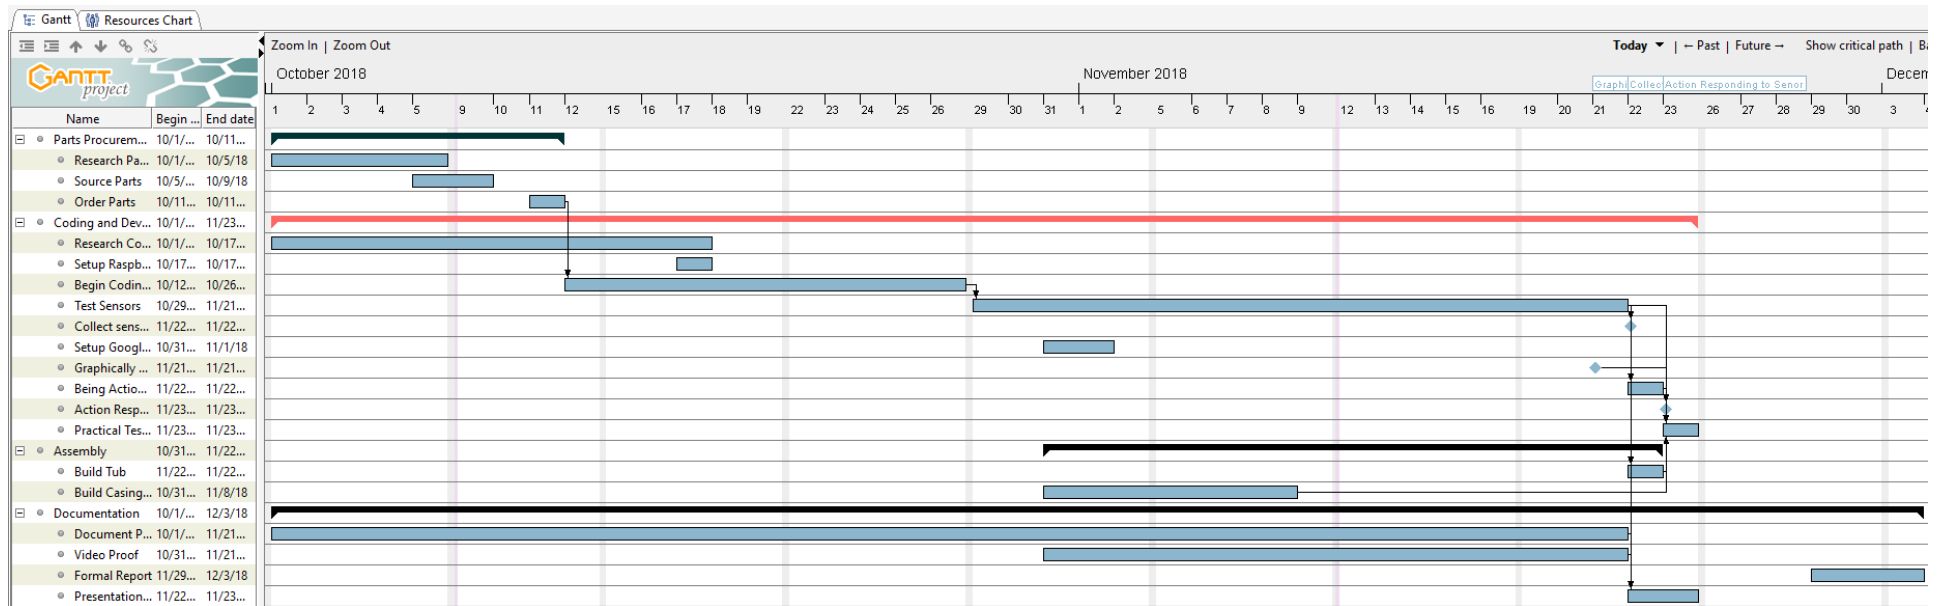 Gantt Resources Chart
Zoom In | Zoom Out Today ▼ | ← Past | Future → Show critical path |
GANTT project
October 2018 November 2018
Graphi Collec Action Responding to Senor
1 2 3 4 5 9 10 11 12 15 16 17 18 19 22 23 24 25 26 29 30 31 1 2 5 6 7 8 9 12 13 14 15 16 19 20 21 22 23 26 27 28 29 30 3
Name Begin ... End date
Parts Procurem... 10/1/... 10/11...
Research Pa... 10/1/... 10/5/18
Source Parts 10/5/... 10/9/18
Order Parts 10/11... 10/11...
Coding and Dev... 10/1/... 11/23...
Research Co... 10/1/... 10/17...
Setup Raspb... 10/17... 10/17...
Begin Codin... 10/12... 10/26...
Test Sensors 10/29... 11/21...
Collect sens... 11/22... 11/22...
Setup Googl... 10/31... 11/1/18
Graphically ... 11/21... 11/21...
Being Actio... 11/22... 11/22...
Action Resp... 11/23... 11/23...
Practical Tes... 11/23... 11/23...
Assembly 10/31... 11/22...
Build Tub 11/22... 11/22...
Build Casing... 10/31... 11/8/18
Documentation 10/1/... 12/3/18
Document P... 10/1/... 11/21...
Video Proof 10/31... 11/21...
Formal Report 11/29... 12/3/18
Presentation... 11/22... 11/23...